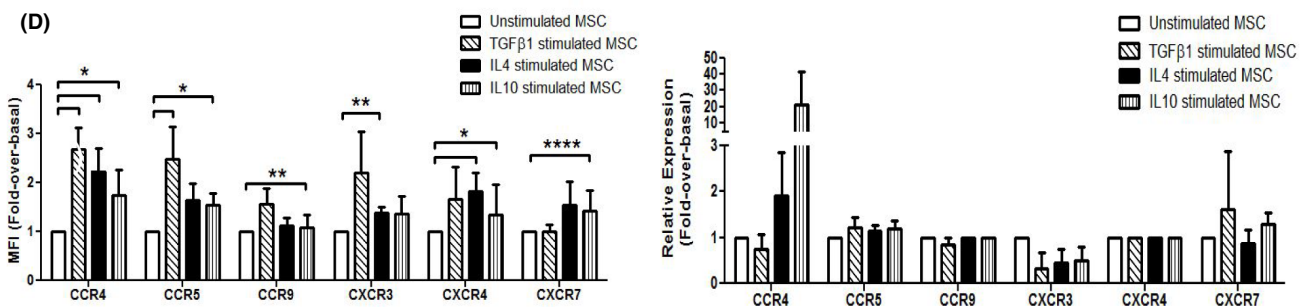 (D)
Unstimulated MSC
TGFβ1 stimulated MSC
IL4 stimulated MSC
IL10 stimulated MSC
MFI (Fold-over-basal)
4
3
2
1
0
*
*
**
**
*
****
CCR4 CCR5 CCR9 CXCR3 CXCR4 CXCR7
Unstimulated MSC
TGFβ1 stimulated MSC
IL4 stimulated MSC
IL10 stimulated MSC
Relative Expression
(Fold-over-basal)
50
40
30
20
10
3
2
1
0
CCR4 CCR5 CCR9 CXCR3 CXCR4 CXCR7